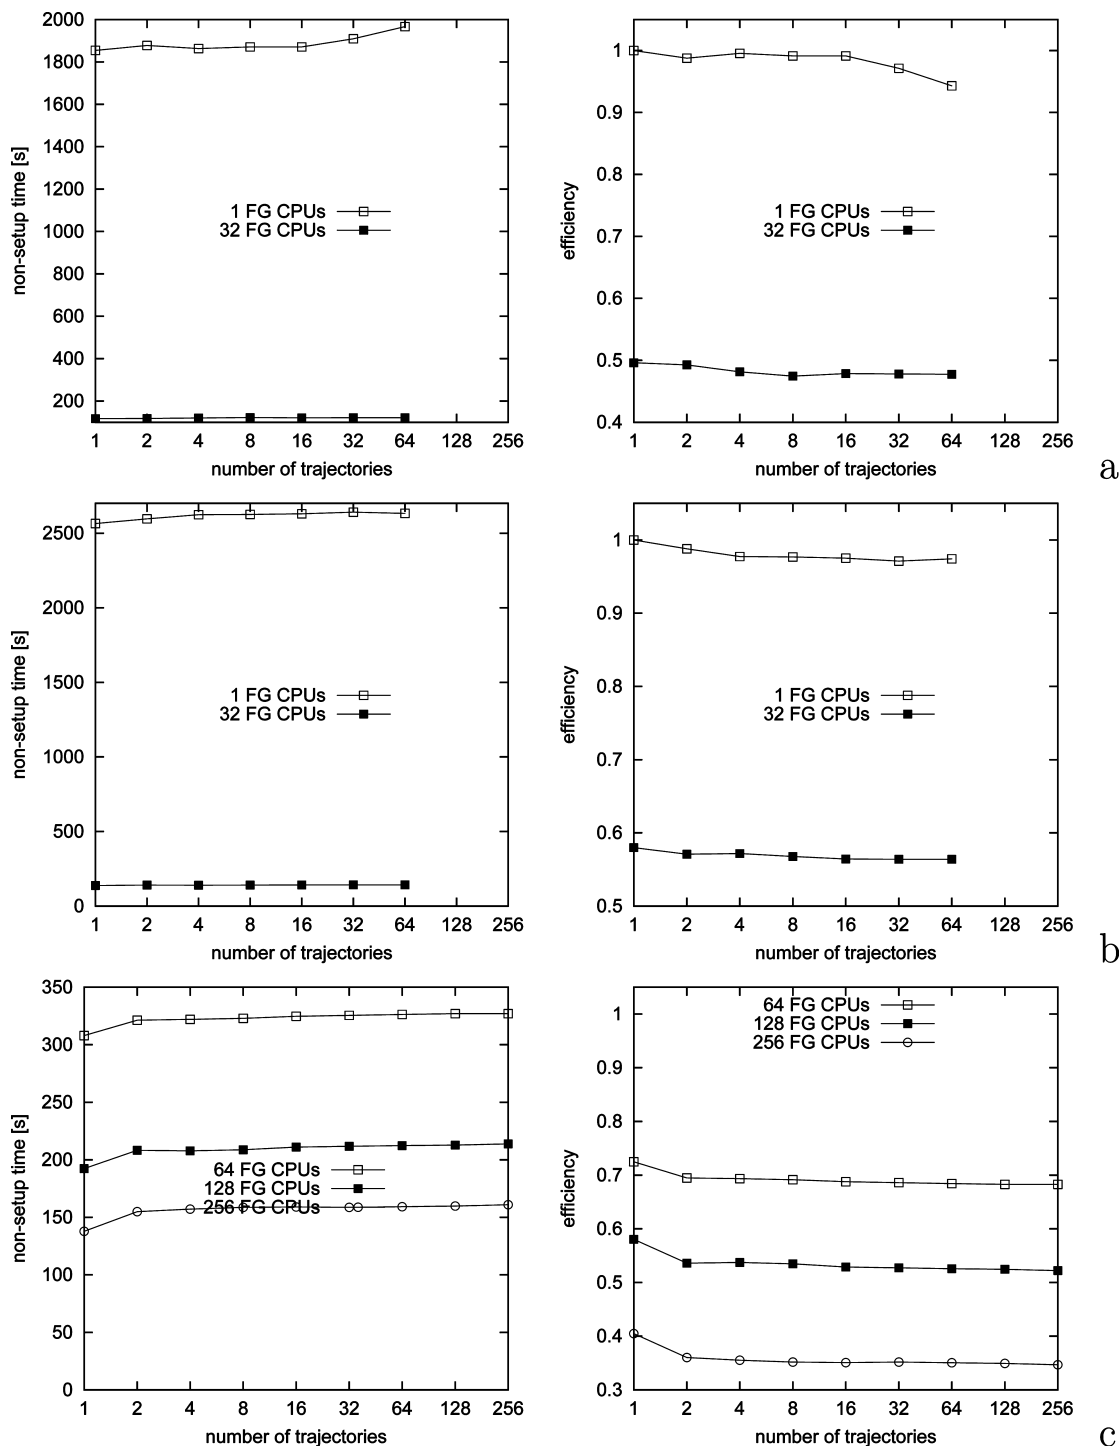 2000
1800
1600
1400
1200
1000
800
600
400
200
non-setup time [s]
1 FG CPUs
32 FG CPUs
1 2 4 8 16 32 64 128 256
number of trajectories
1
0.9
0.8
0.7
0.6
0.5
0.4
efficiency
1 FG CPUs
32 FG CPUs
1 2 4 8 16 32 64 128 256
number of trajectories
a
2500
2000
1500
1000
500
0
non-setup time [s]
1 FG CPUs
32 FG CPUs
1 2 4 8 16 32 64 128 256
number of trajectories
1
0.9
0.8
0.7
0.6
0.5
efficiency
1 FG CPUs
32 FG CPUs
1 2 4 8 16 32 64 128 256
number of trajectories
b
350
300
250
200
150
100
50
0
non-setup time [s]
64 FG CPUs
128 FG CPUs
256 FG CPUs
1 2 4 8 16 32 64 128 256
number of trajectories
1
0.9
0.8
0.7
0.6
0.5
0.4
0.3
efficiency
64 FG CPUs
128 FG CPUs
256 FG CPUs
1 2 4 8 16 32 64 128 256
number of trajectories
c